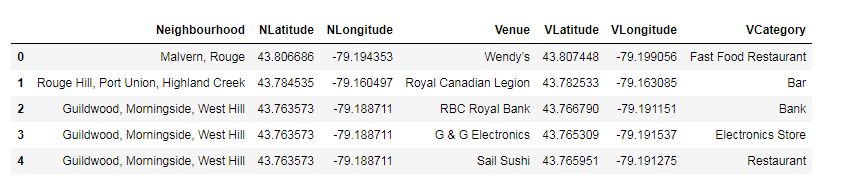 Neighbourhood NLatitude NLongitude Venue VLatitude VLongitude VCategory
0 Malvern, Rouge 43.806686 -79.194353 Wendy's 43.807448 -79.199056 Fast Food Restaurant
1 Rouge Hill, Port Union, Highland Creek 43.784535 -79.160497 Royal Canadian Legion 43.782533 -79.163085 Bar
2 Guildwood, Morningside, West Hill 43.763573 -79.188711 RBC Royal Bank 43.766790 -79.191151 Bank
3 Guildwood, Morningside, West Hill 43.763573 -79.188711 G & G Electronics 43.765309 -79.191537 Electronics Store
4 Guildwood, Morningside, West Hill 43.763573 -79.188711 Sail Sushi 43.765951 -79.191275 Restaurant